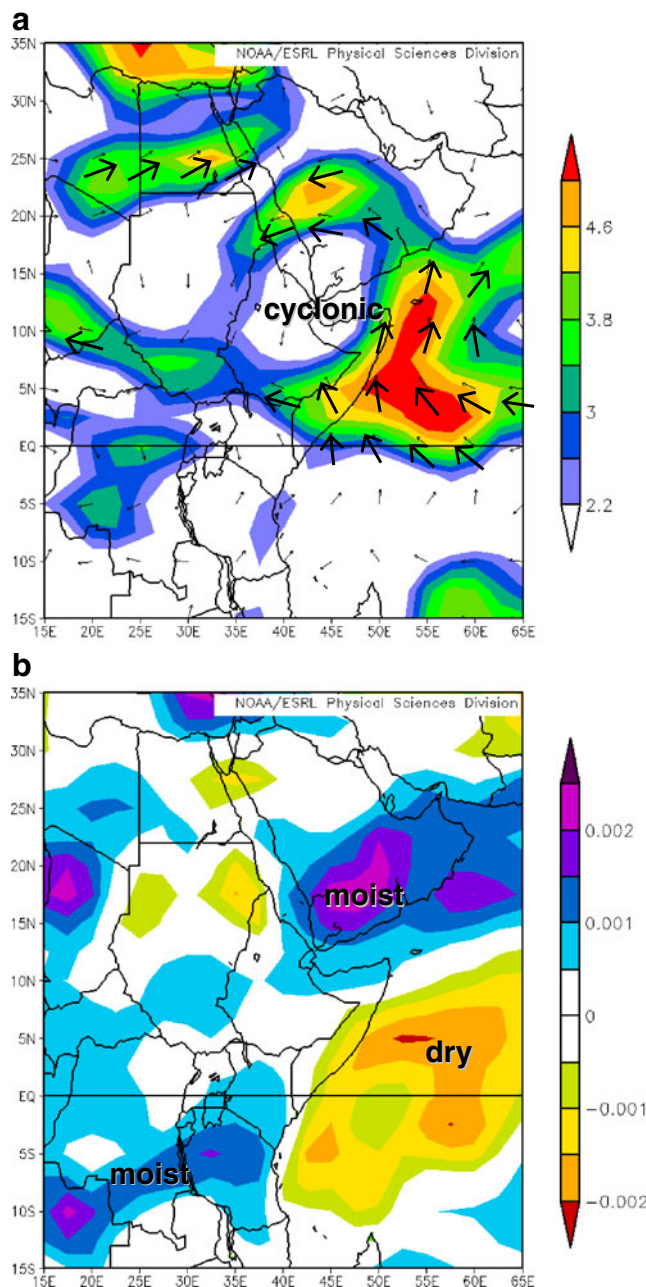 a
NOAA/ESRL Physical Sciences Division
35N
30N
25N
20N
15N
10N
5N
EQ
5S
10S
15S
15E 20E 25E 30E 35E 40E 45E 50E 55E 60E 65E
cyclonic
4.6
3.8
3
2.2
b
NOAA/ESRL Physical Sciences Division
35N
30N
25N
20N
15N
10N
5N
EQ
5S
10S
15S
15E 20E 25E 30E 35E 40E 45E 50E 55E 60E 65E
moist
dry
moist
0.002
0.001
0
-0.001
-0.002